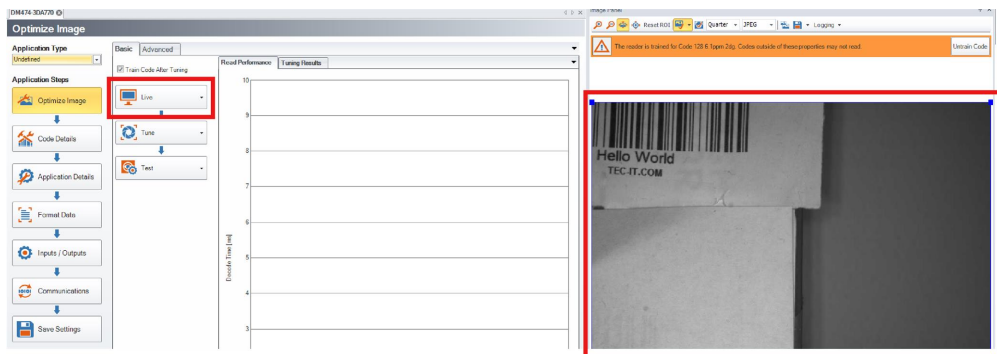 DM474-3DA770
Optimize Image
Application Type
Undefined
Application Steps
Optimize Image
Code Details
Application Details
Format Data
Inputs / Outputs
Communications
Save Settings
Basic
Advanced
Train Code After Tuning
Live
Tune
Test
Read Performance
Tuning Results
10
9
8
7
6
5
4
3
Decode Time [ms]
Image Panel
Reset ROI
Quarter
JPEG
Logging
The reader is trained for Code 128 6.1ppm 2dg. Codes outside of these properties may not read.
Untrain Code
Hello World
TEC-IT.COM